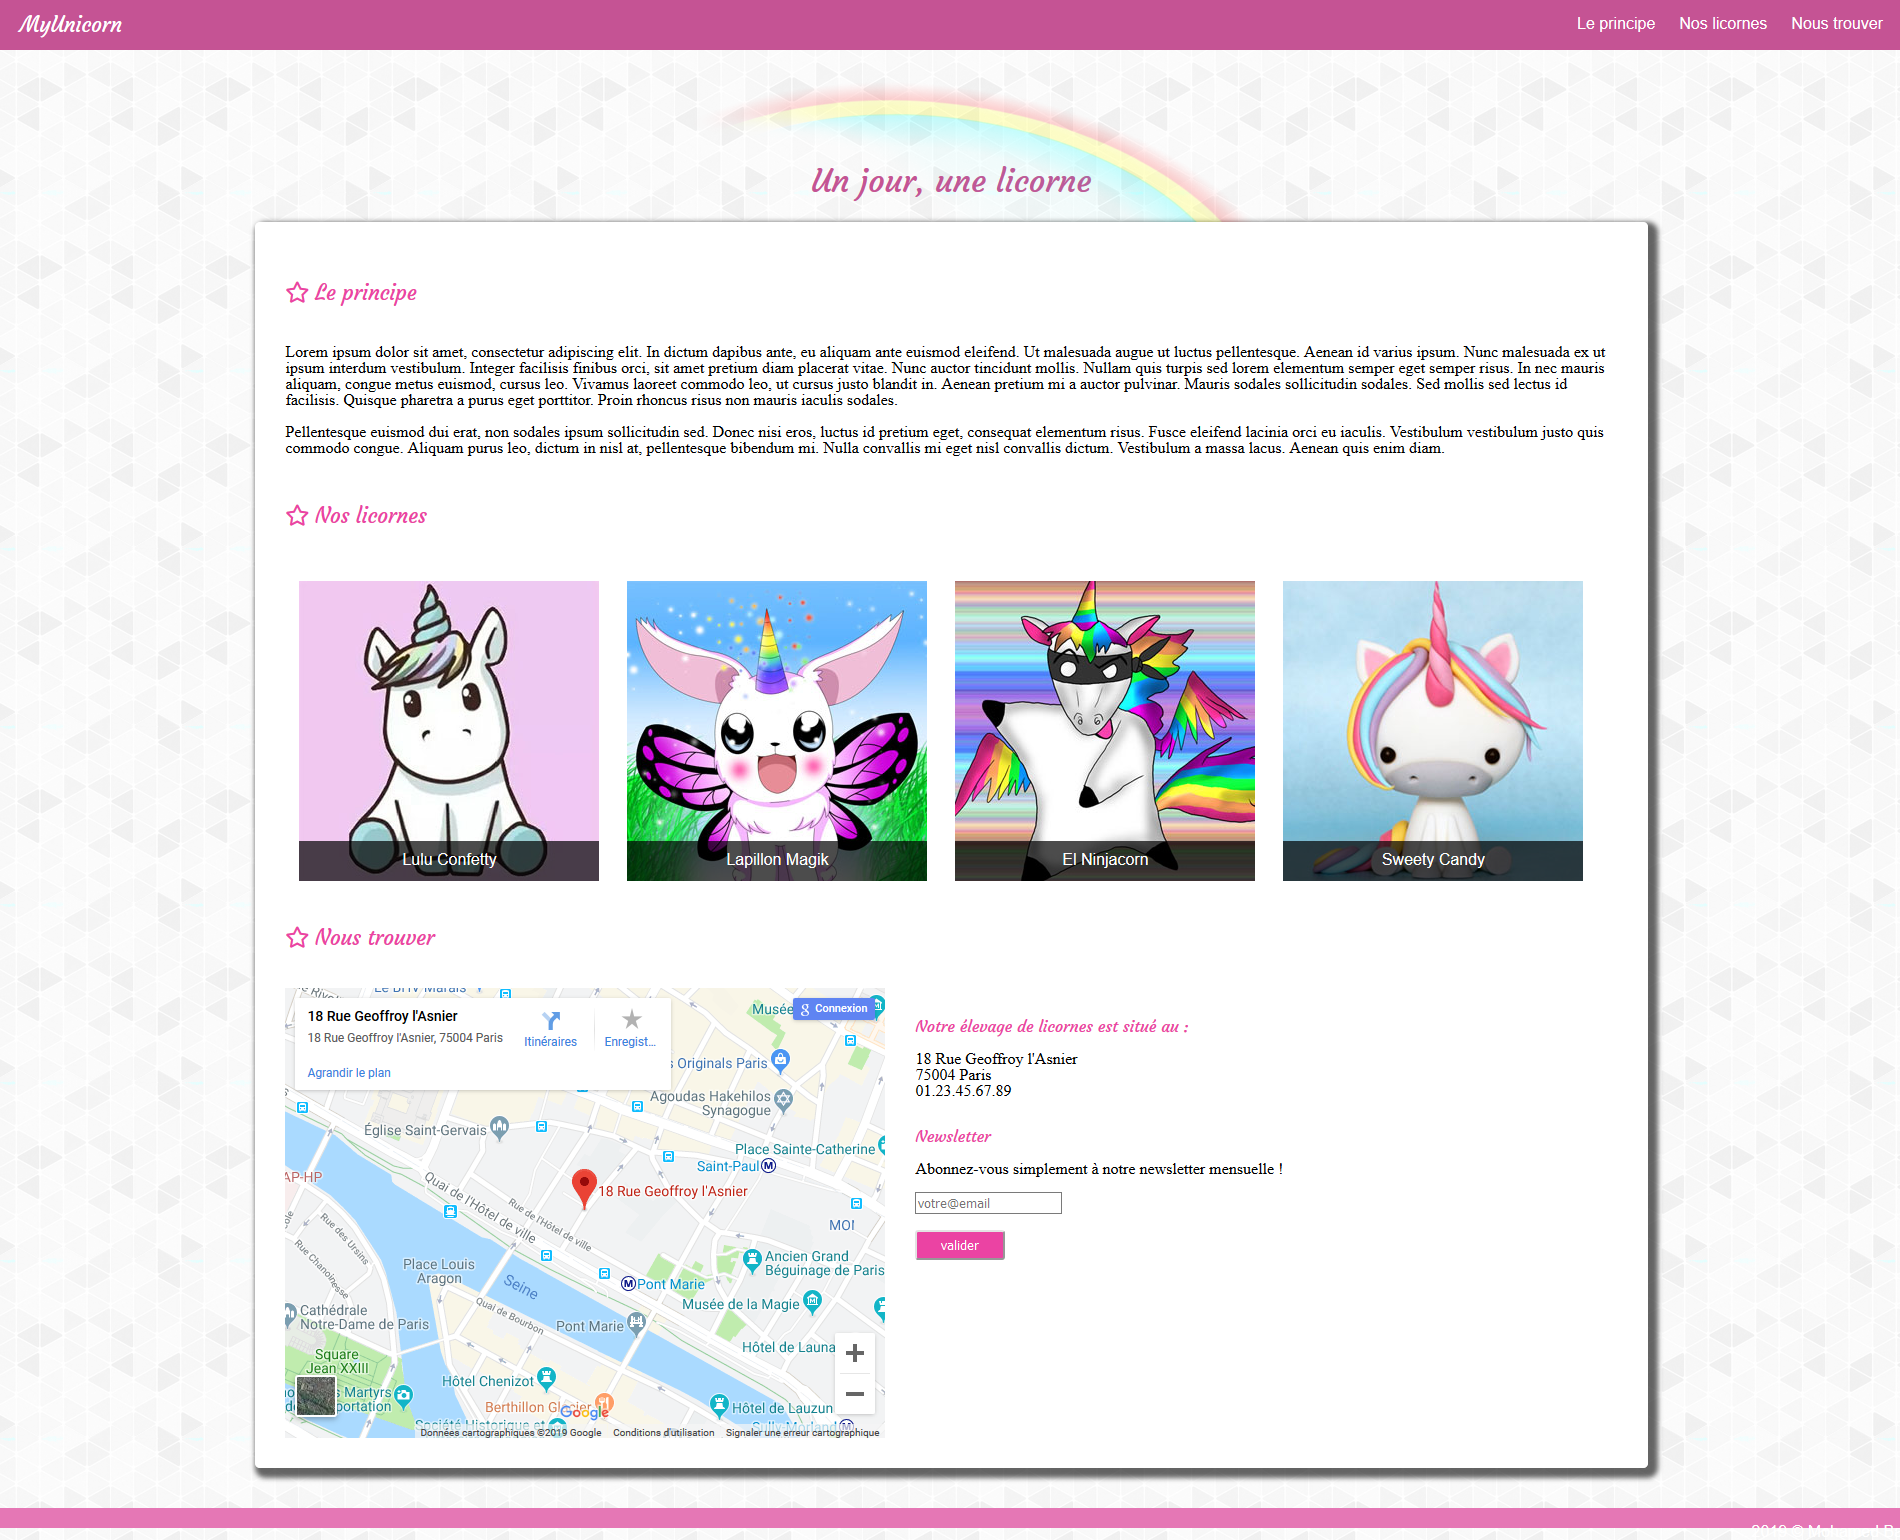 MyUnicorn
Le principe Nos licornes Nous trouver
Un jour, une licorne
Le principe
Lorem ipsum dolor sit amet, consectetur adipiscing elit. In dictum dapibus ante, eu aliquam ante euismod eleifend. Ut malesuada augue ut luctus pellentesque. Aenean id varius ipsum. Nunc malesuada ex ut
ipsum interdum vestibulum. Integer facilisis finibus orci, sit amet pretium diam placerat vitae. Nunc auctor tincidunt mollis. Nullam quis turpis sed lorem elementum semper eget semper risus. In nec mauris
aliquam, congue metus euismod, cursus leo. Vivamus laoreet commodo leo, ut cursus justo blandit in. Aenean pretium mi a auctor pulvinar. Mauris sodales sollicitudin sodales. Sed mollis sed lectus id
facilisis. Quisque pharetra a purus eget porttitor. Proin rhoncus risus non mauris iaculis sodales.
Pellentesque euismod dui erat, non sodales ipsum sollicitudin sed. Donec nisi eros, luctus id pretium eget, consequat elementum risus. Fusce eleifend lacinia orci eu iaculis. Vestibulum vestibulum justo quis
commodo congue. Aliquam purus leo, dictum in nisl at, pellentesque bibendum mi. Nulla convallis mi eget nisl convallis dictum. Vestibulum a massa lacus. Aenean quis enim diam.
Nos licornes
Lulu Confetty
Lapillon Magik
El Ninjacorn
Sweety Candy
Nous trouver
18 Rue Geoffroy l'Asnier
18 Rue Geoffroy l'Asnier, 75004 Paris
Itinéraires
Enregist...
Agrandir le plan
Musée
Connexion
s Originals Paris
Agoudas Hakehilos
Synagogue
Église Saint-Gervais
Place Sainte-Catherine
Saint-Paul
AP-HP
Quai de l'Hôtel de ville
18 Rue Geoffroy l'Asnier
Rue de l'Hôtel de ville
Rue des Ursins
Rue Chanoinesse
Place Louis
Aragon
Seine
Ancien Grand
Béguinage de Paris
Pont Marie
Musée de la Magie
Cathédrale
Notre-Dame de Paris
Quai de Bourbon
Pont Marie
Square
Jean XXIII
Hôtel de Launa
Hôtel Chenizot
s Martyrs
portation
Berthillon Glacier
Google
Hôtel de Lauzun
Société Historique et
Sully-Morland
Données cartographiques ©2019 Google Conditions d'utilisation Signaler une erreur cartographique
Notre élevage de licornes est situé au :
18 Rue Geoffroy l'Asnier
75004 Paris
01.23.45.67.89
Newsletter
Abonnez-vous simplement à notre newsletter mensuelle !
votre@email
valider